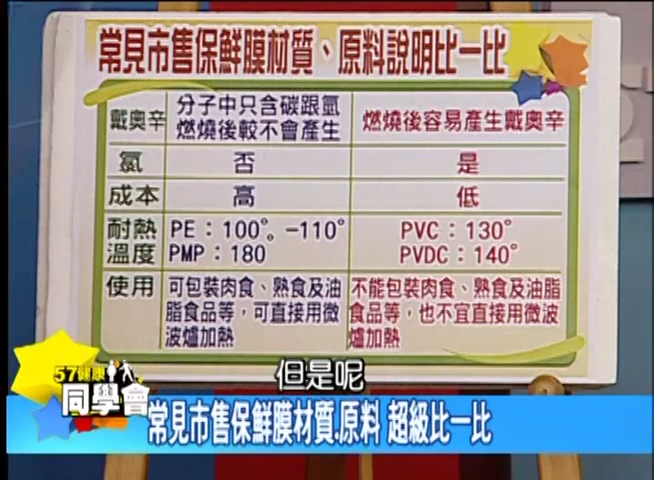 常見市售保鮮膜材質、原料說明比一比
戴奧辛
分子中只含碳跟氫
燃燒後較不會產生
燃燒後容易產生戴奧辛
氯
否
是
成本
高
低
耐熱
溫度
PE：100°。-110°
PMP：180
PVC：130°
PVDC：140°
使用
可包裝肉食、熟食及油
脂食品等，可直接用微
波爐加熱
不能包裝肉食、熟食及油脂
食品等，也不宜直接用微波
爐加熱
但是呢
57健康
同學會
常見市售保鮮膜材質.原料 超級比一比